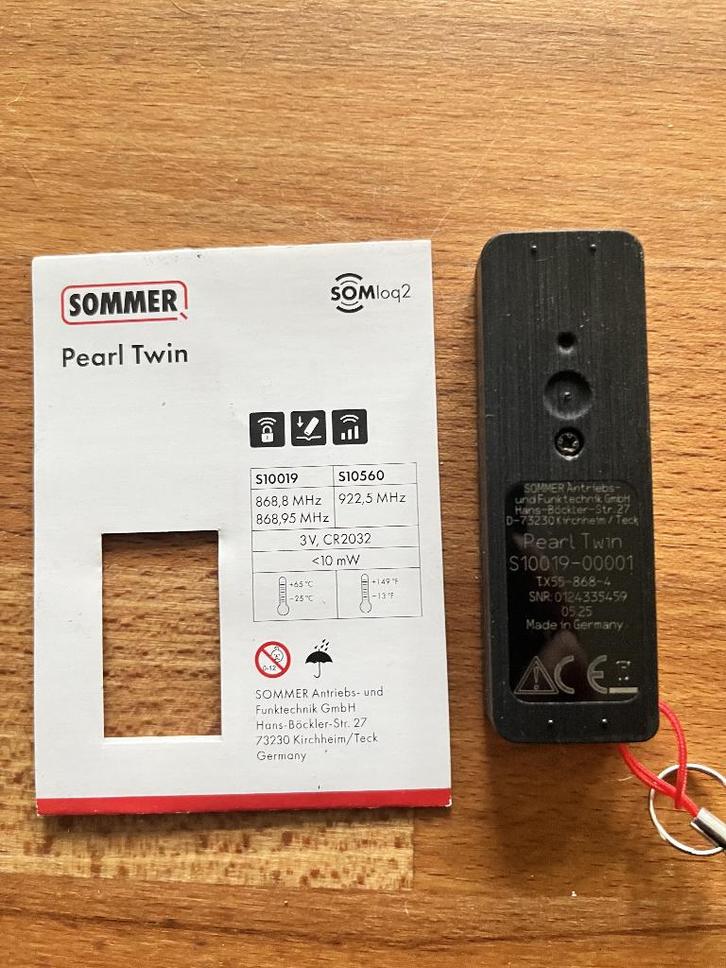 SOMMER
SOMloq2
Pearl Twin
S10019 S10560
868,8 MHz 922,5 MHz
868,95 MHz
3V, CR2032
<10 mW
+65 °C +149 °F
-25 °C -13 °F
0-12
SOMMER Antriebs- und
Funktechnik GmbH
Hans-Böckler-Str. 27
73230 Kirchheim/Teck
Germany
SOMMER Antriebs-
und Funktechnik GmbH
Hans-Böckler-Str. 27
D-73230 Kirchheim / Teck
Pearl Twin
S10019-00001
TX55-868-4
SNR: 0124335459
05.25
Made in Germany
CE